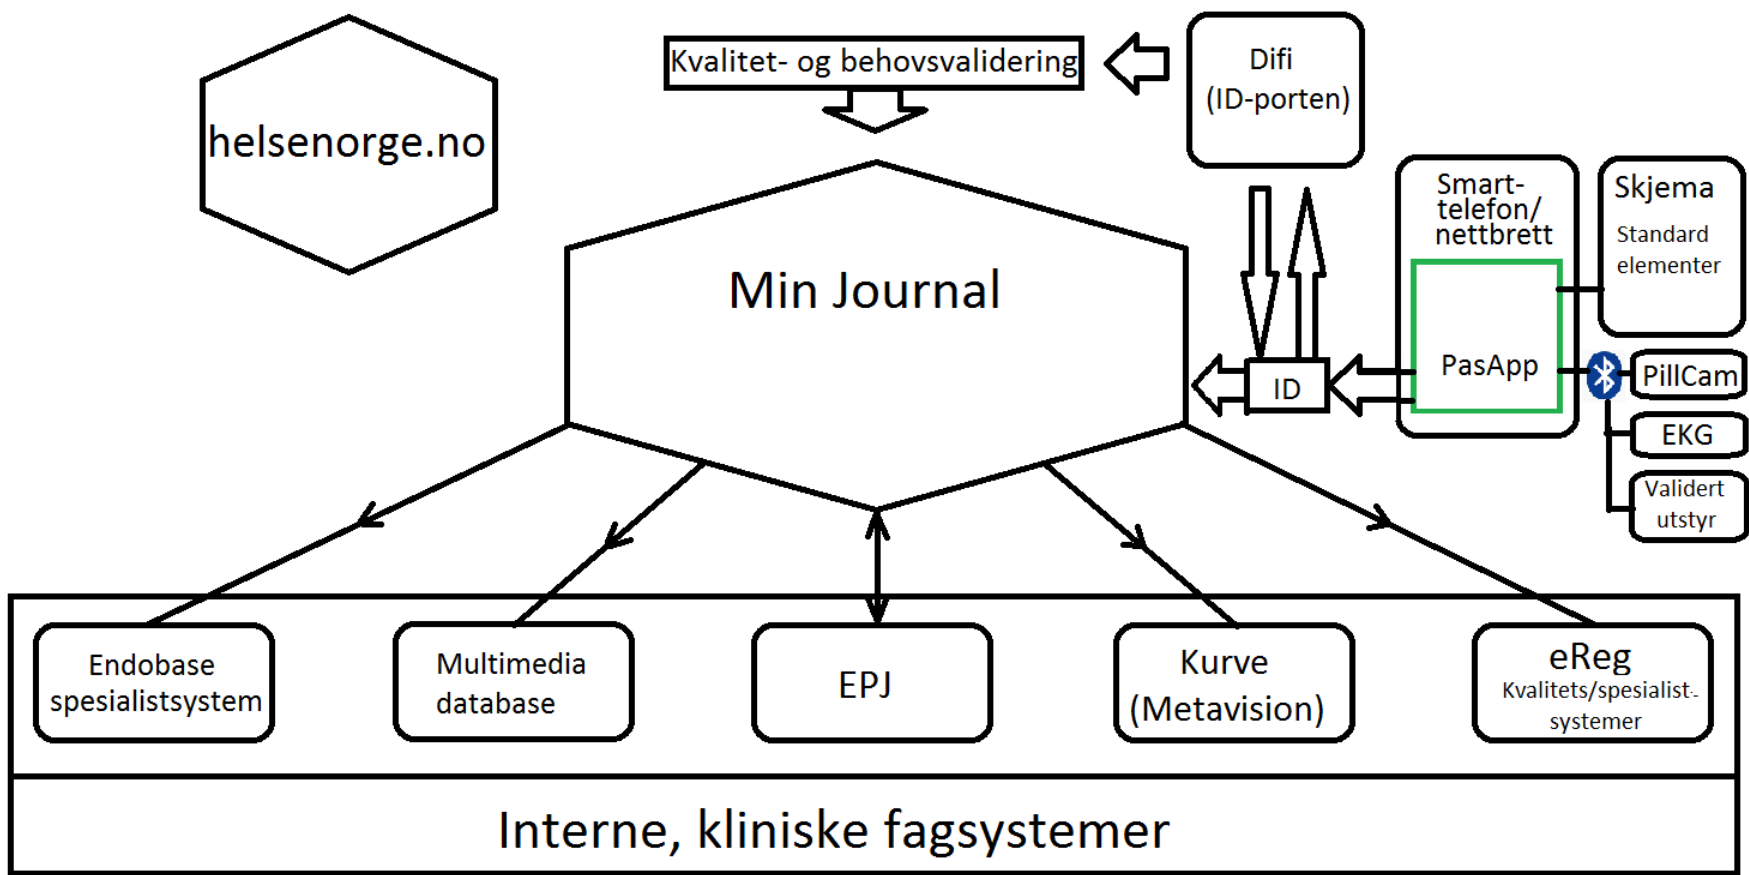 helsenorge.no
Kvalitet- og behovsvalidering
Difi
(ID-porten)
Min Journal
ID
Smart-
telefon/
nettbrett
PasApp
Skjema
Standard
elementer
PillCam
EKG
Validert
utstyr
Endobase
spesialistsystem
Multimedia
database
EPJ
Kurve
(Metavision)
eReg
Kvalitets/spesialist-
systemer
Interne, kliniske fagsystemer